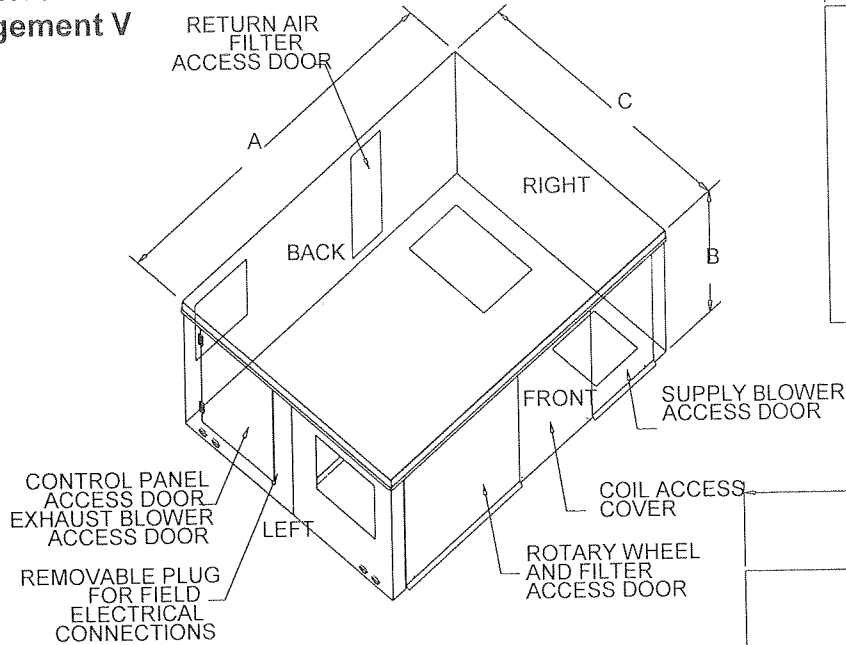 gement V
RETURN AIR
FILTER
ACCESS DOOR
A
C
RIGHT
BACK
B
FRONT
SUPPLY BLOWER
ACCESS DOOR
CONTROL PANEL
ACCESS DOOR
EXHAUST BLOWER
ACCESS DOOR
LEFT
COIL ACCESS
COVER
REMOVABLE PLUG
FOR FIELD
ELECTRICAL
CONNECTIONS
ROTARY WHEEL
AND FILTER
ACCESS DOOR